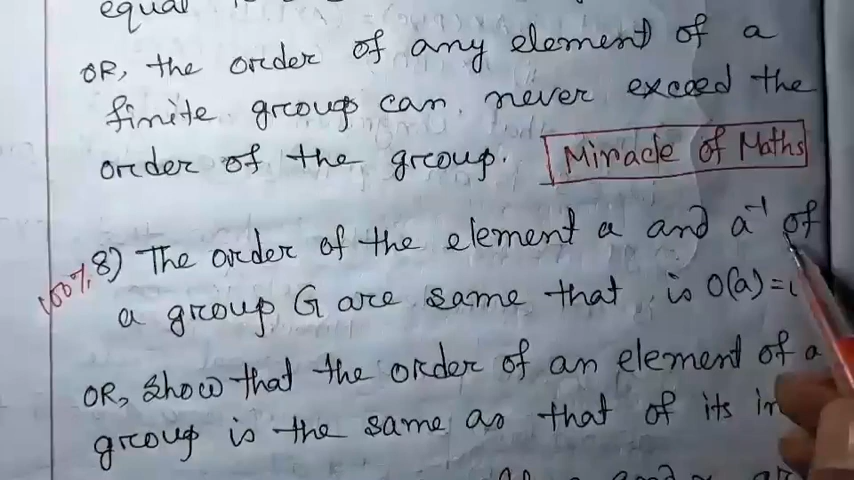 equal
OR, the order of any element of a
finite group can never exceed the
order of the group. Miracle of Maths
100% 8) The order of the element a and a⁻¹ of
a group G are same that is O(a)=
OR, Show that the order of an element of a
group is the same as that of its